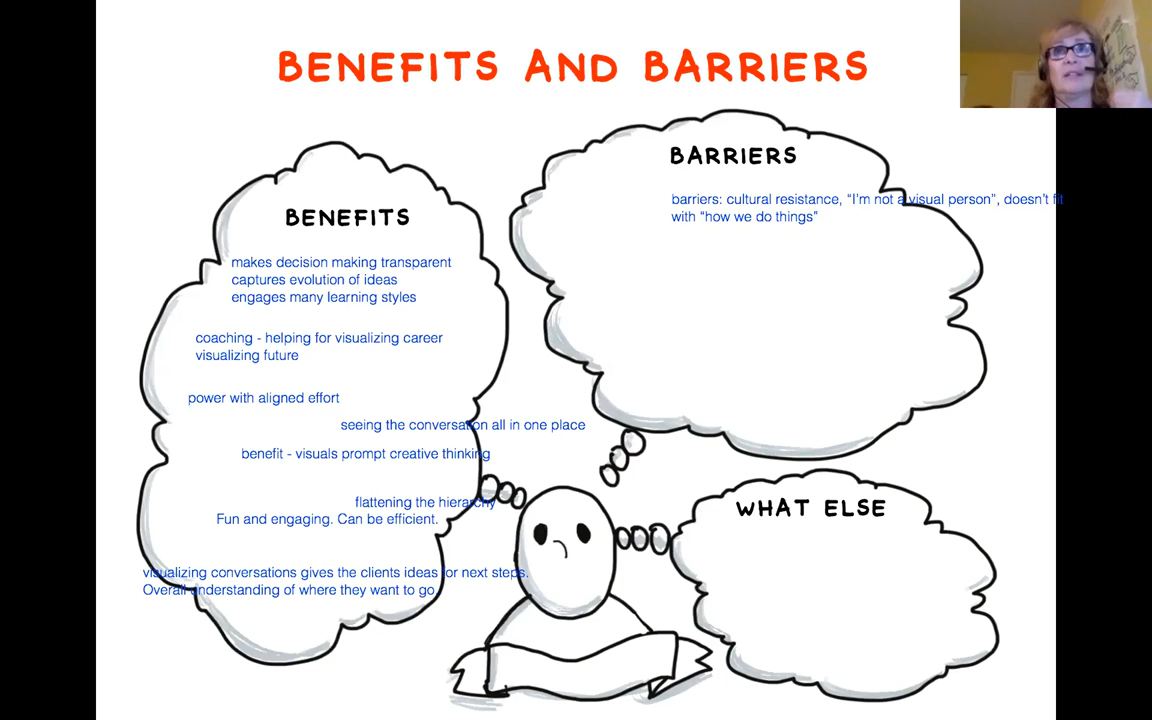 BENEFITS AND BARRIERS
BENEFITS
makes decision making transparent
captures evolution of ideas
engages many learning styles
coaching - helping for visualizing career
visualizing future
power with aligned effort
seeing the conversation all in one place
benefit - visuals prompt creative thinking
flattening the hierarchy
Fun and engaging. Can be efficient.
visualizing conversations gives the clients ideas for next steps.
Overall understanding of where they want to go.
BARRIERS
barriers: cultural resistance, “I’m not a visual person”, doesn’t fit
with “how we do things”
WHAT ELSE